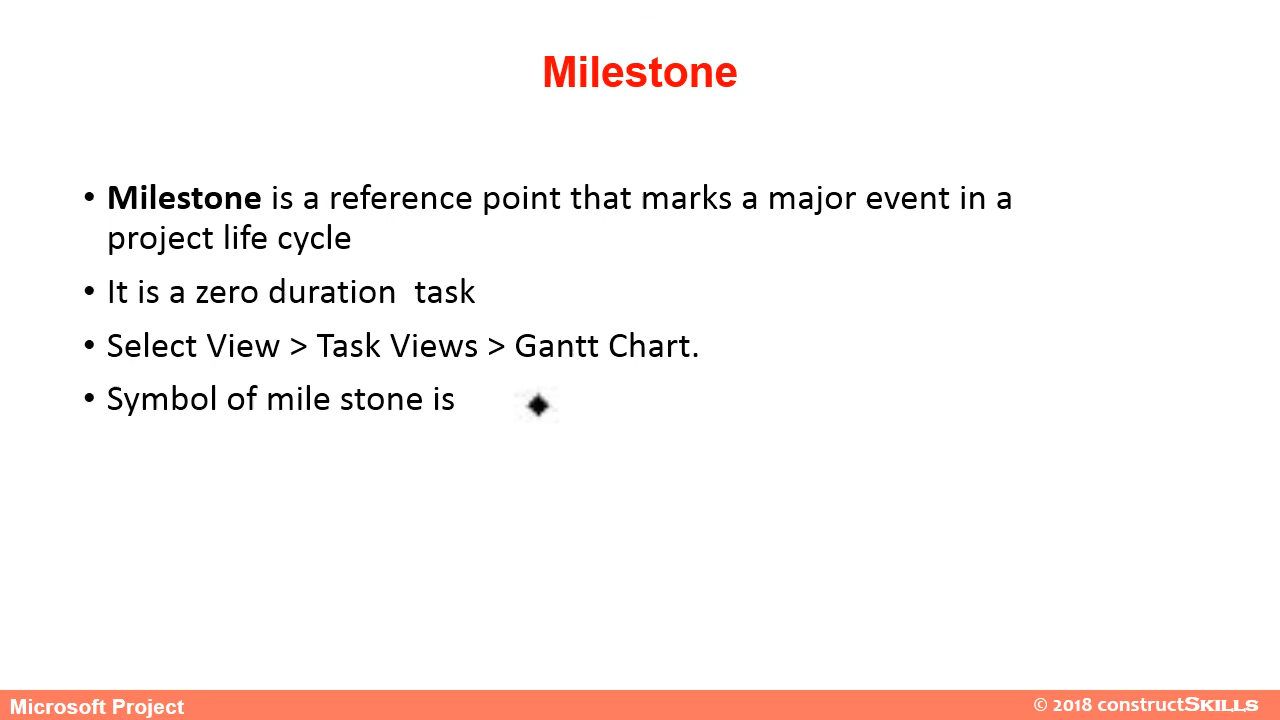 Milestone
• Milestone is a reference point that marks a major event in a
project life cycle
• It is a zero duration  task
• Select View > Task Views > Gantt Chart.
• Symbol of mile stone is
Microsoft Project
© 2018 constructSKILLS